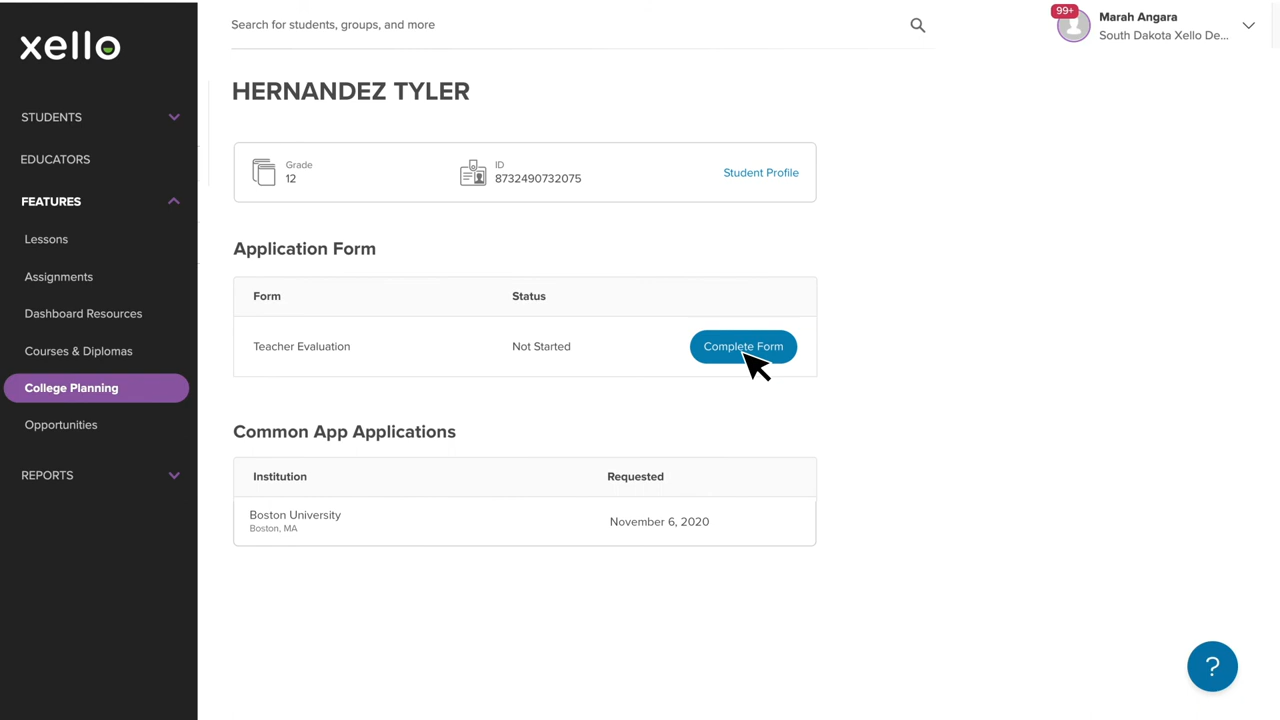 xello
STUDENTS
EDUCATORS
FEATURES
Lessons
Assignments
Dashboard Resources
Courses & Diplomas
College Planning
Opportunities
REPORTS
Search for students, groups, and more
99+
Marah Angara
South Dakota Xello De...
HERNANDEZ TYLER
Grade
12
ID
8732490732075
Student Profile
Application Form
Form Status
Teacher Evaluation Not Started Complete Form
Common App Applications
Institution Requested
Boston University
Boston, MA
November 6, 2020
?